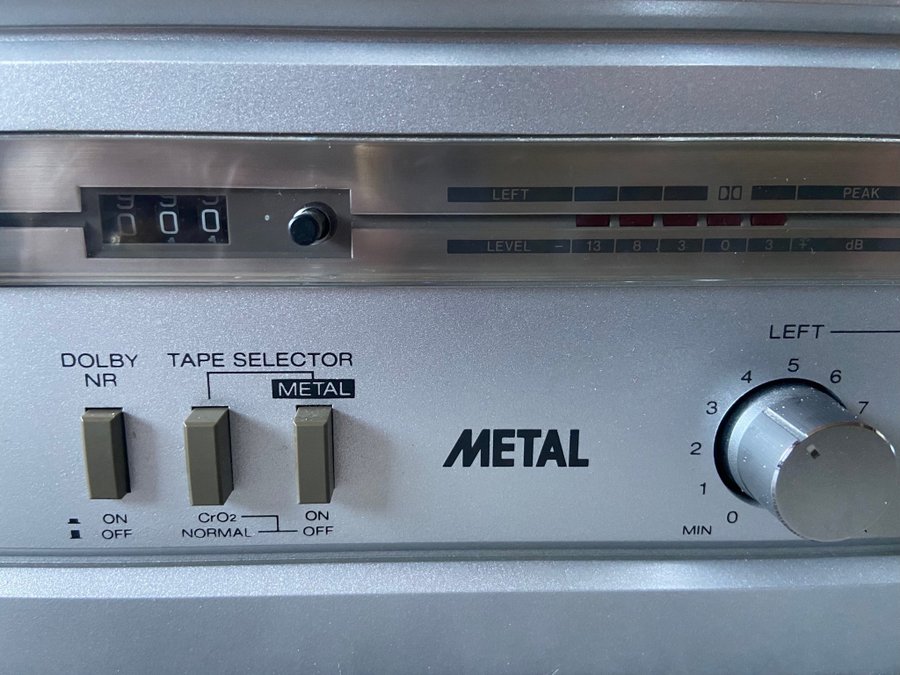 000
LEFT PEAK
LEVEL - 13 8 3 0 3 + dB
LEFT
DOLBY
NR
TAPE SELECTOR
METAL
METAL
0 1 2 3 4 5 6 7
MIN
ON
OFF
CrO2
NORMAL
ON
OFF